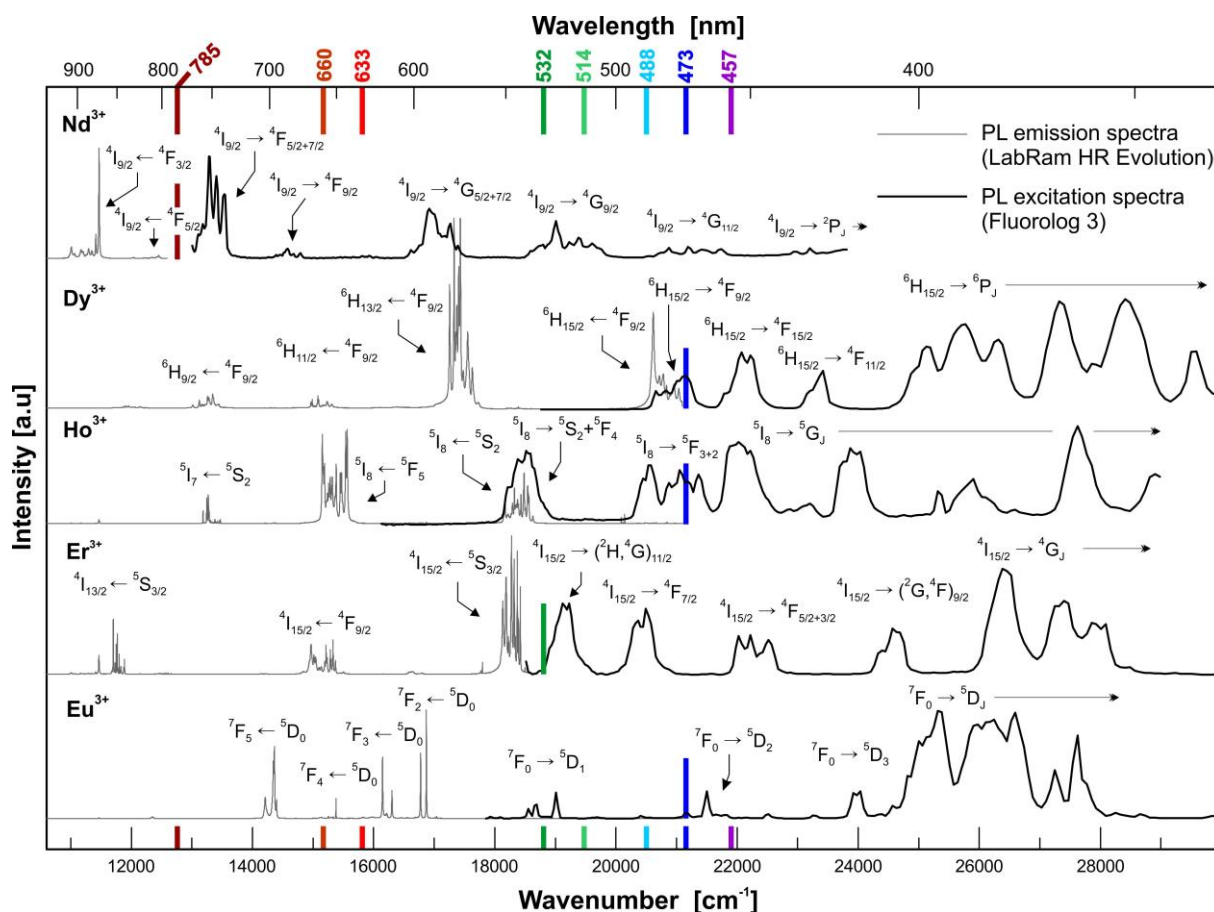 Wavelength [nm]
900 800 785 700 660 633 600 532 514 500 488 473 457 400
Nd³⁺
⁴I₉/₂ ← ⁴F₃/₂
⁴I₉/₂ ← ⁴F₅/₂
⁴I₉/₂ → ⁴F₅/₂₊₇/₂
⁴I₉/₂ → ⁴F₉/₂
⁴I₉/₂ → ⁴G₅/₂₊₇/₂
⁴I₉/₂ → ⁴G₉/₂
⁴I₉/₂ → ⁴G₁₁/₂
⁴I₉/₂ → ²P_J
PL emission spectra
(LabRam HR Evolution)
PL excitation spectra
(Fluorolog 3)
Dy³⁺
⁶H₉/₂ ← ⁴F₉/₂
⁶H₁₁/₂ ← ⁴F₉/₂
⁶H₁₃/₂ ← ⁴F₉/₂
⁶H₁₅/₂ ← ⁴F₉/₂
⁶H₁₅/₂ → ⁴F₉/₂
⁶H₁₅/₂ → ⁴F₁₅/₂
⁶H₁₅/₂ → ⁴F₁₁/₂
⁶H₁₅/₂ → ⁶P_J
Ho³⁺
⁵I₇ ← ⁵S₂
⁵I₈ ← ⁵F₅
⁵I₈ ← ⁵S₂
⁵I₈ → ⁵S₂+⁵F₄
⁵I₈ → ⁵F₃₊₂
⁵I₈ → ⁵G_J
Er³⁺
⁴I₁₃/₂ ← ⁵S₃/₂
⁴I₁₅/₂ ← ⁴F₉/₂
⁴I₁₅/₂ ← ⁵S₃/₂
⁴I₁₅/₂ → (²H,⁴G)₁₁/₂
⁴I₁₅/₂ → ⁴F₇/₂
⁴I₁₅/₂ → ⁴F₅/₂₊₃/₂
⁴I₁₅/₂ → (²G,⁴F)₉/₂
⁴I₁₅/₂ → ⁴G_J
Eu³⁺
⁷F₅ ← ⁵D₀
⁷F₄ ← ⁵D₀
⁷F₃ ← ⁵D₀
⁷F₂ ← ⁵D₀
⁷F₀ → ⁵D₁
⁷F₀ → ⁵D₂
⁷F₀ → ⁵D₃
⁷F₀ → ⁵D_J
Intensity [a.u]
12000 14000 16000 18000 20000 22000 24000 26000 28000
Wavenumber [cm⁻¹]